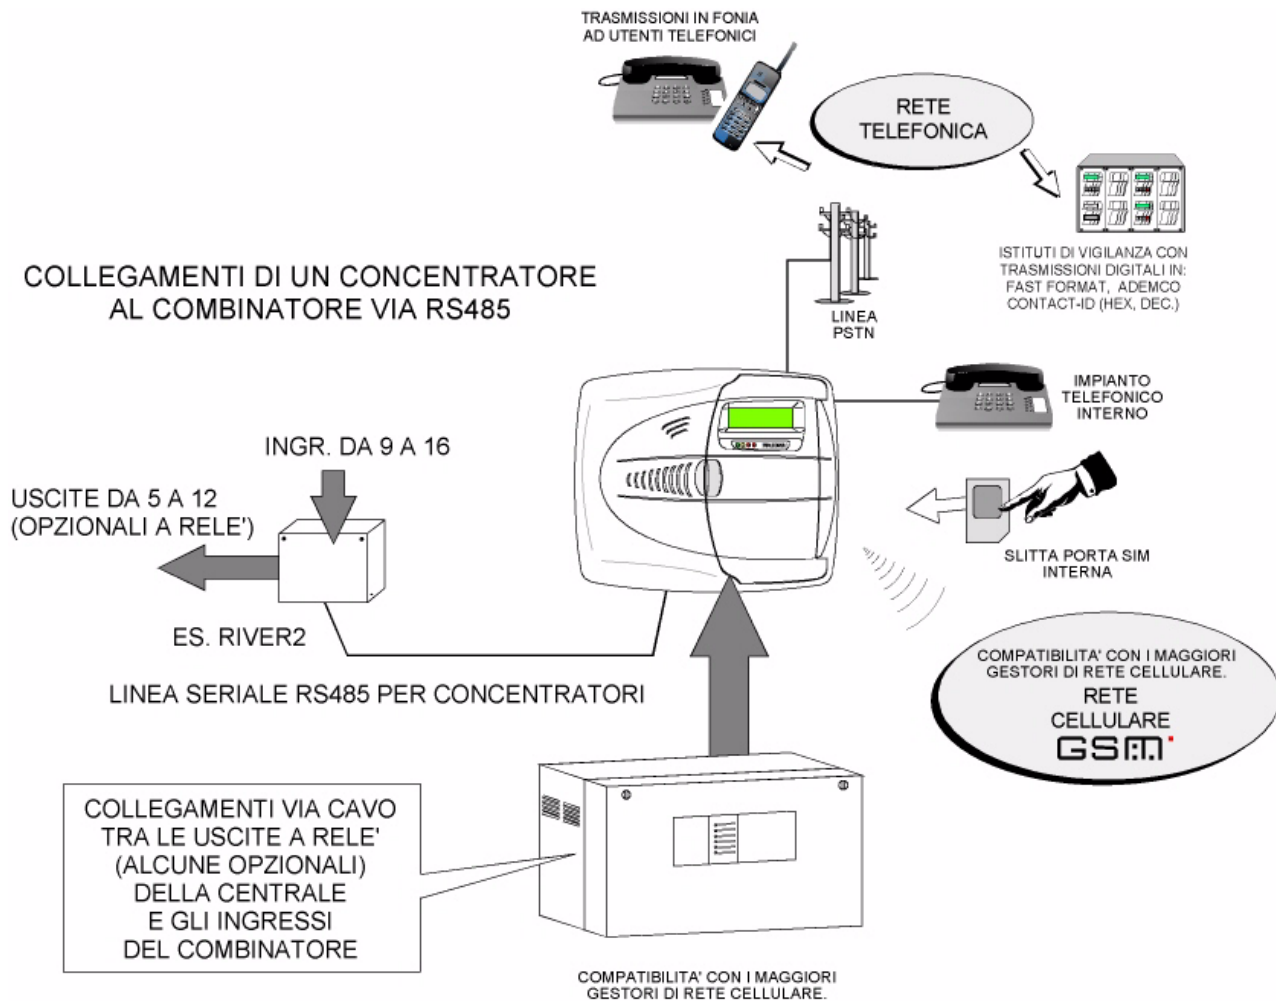 TRASMISSIONI IN FONIA
AD UTENTI TELEFONICI
RETE
TELEFONICA
ISTITUTI DI VIGILANZA CON
TRASMISSIONI DIGITALI IN:
FAST FORMAT, ADEMCO
CONTACT-ID (HEX, DEC.)
COLLEGAMENTI DI UN CONCENTRATORE
AL COMBINATORE VIA RS485
LINEA
PSTN
IMPIANTO
TELEFONICO
INTERNO
INGR. DA 9 A 16
USCITE DA 5 A 12
(OPZIONALI A RELE')
SLITTA PORTA SIM
INTERNA
ES. RIVER2
LINEA SERIALE RS485 PER CONCENTRATORI
COMPATIBILITA' CON I MAGGIORI
GESTORI DI RETE CELLULARE.
RETE
CELLULARE
GSM
COLLEGAMENTI VIA CAVO
TRA LE USCITE A RELE'
(ALCUNE OPZIONALI)
DELLA CENTRALE
E GLI INGRESSI
DEL COMBINATORE
COMPATIBILITA' CON I MAGGIORI
GESTORI DI RETE CELLULARE.